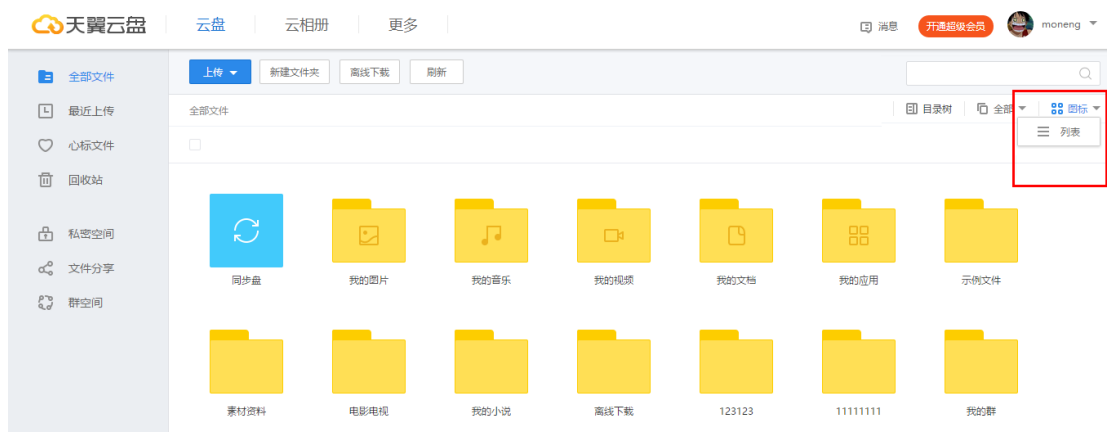 天翼云盘 云盘 云相册 更多 消息 开通超级会员 moneng
全部文件 上传 新建文件夹 离线下载 刷新
最近上传 全部文件 目录树 全部 图标
心标文件 列表
回收站
私密空间
文件分享
群空间
同步盘 我的图片 我的音乐 我的视频 我的文档 我的应用 示例文件
素材资料 电影电视 我的小说 离线下载 123123 11111111 我的群